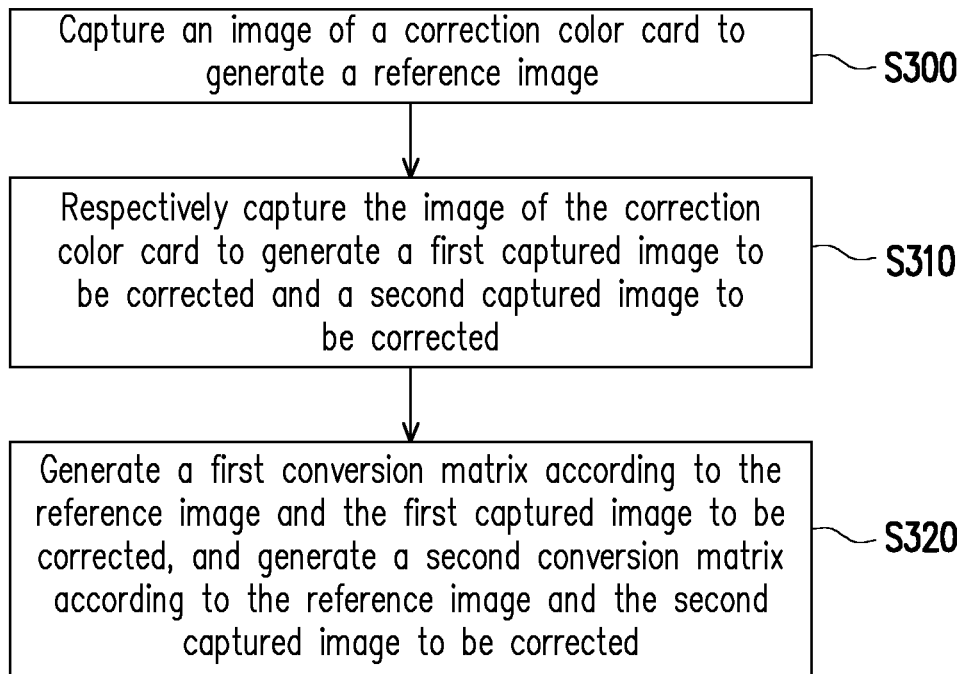 Capture an image of a correction color card to
generate a reference image
S300
Respectively capture the image of the correction
color card to generate a first captured image to
be corrected and a second captured image to
be corrected
S310
Generate a first conversion matrix according to the
reference image and the first captured image to be
corrected, and generate a second conversion matrix
according to the reference image and the second
captured image to be corrected
S320